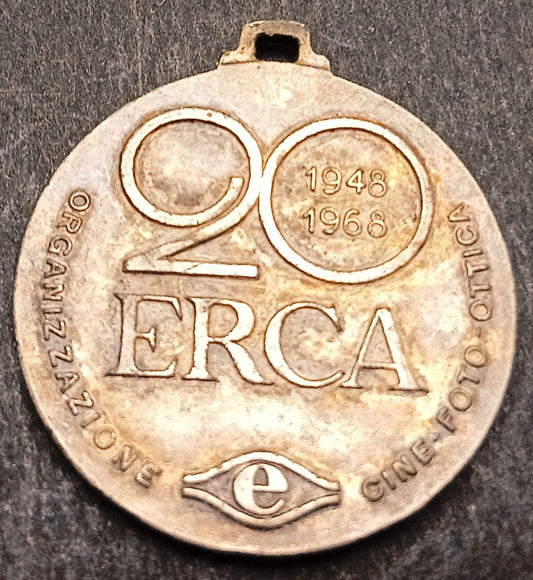 20
1948
1968
ERCA
ORGANIZZAZIONE
CINE-FOTO-OTTICA
e